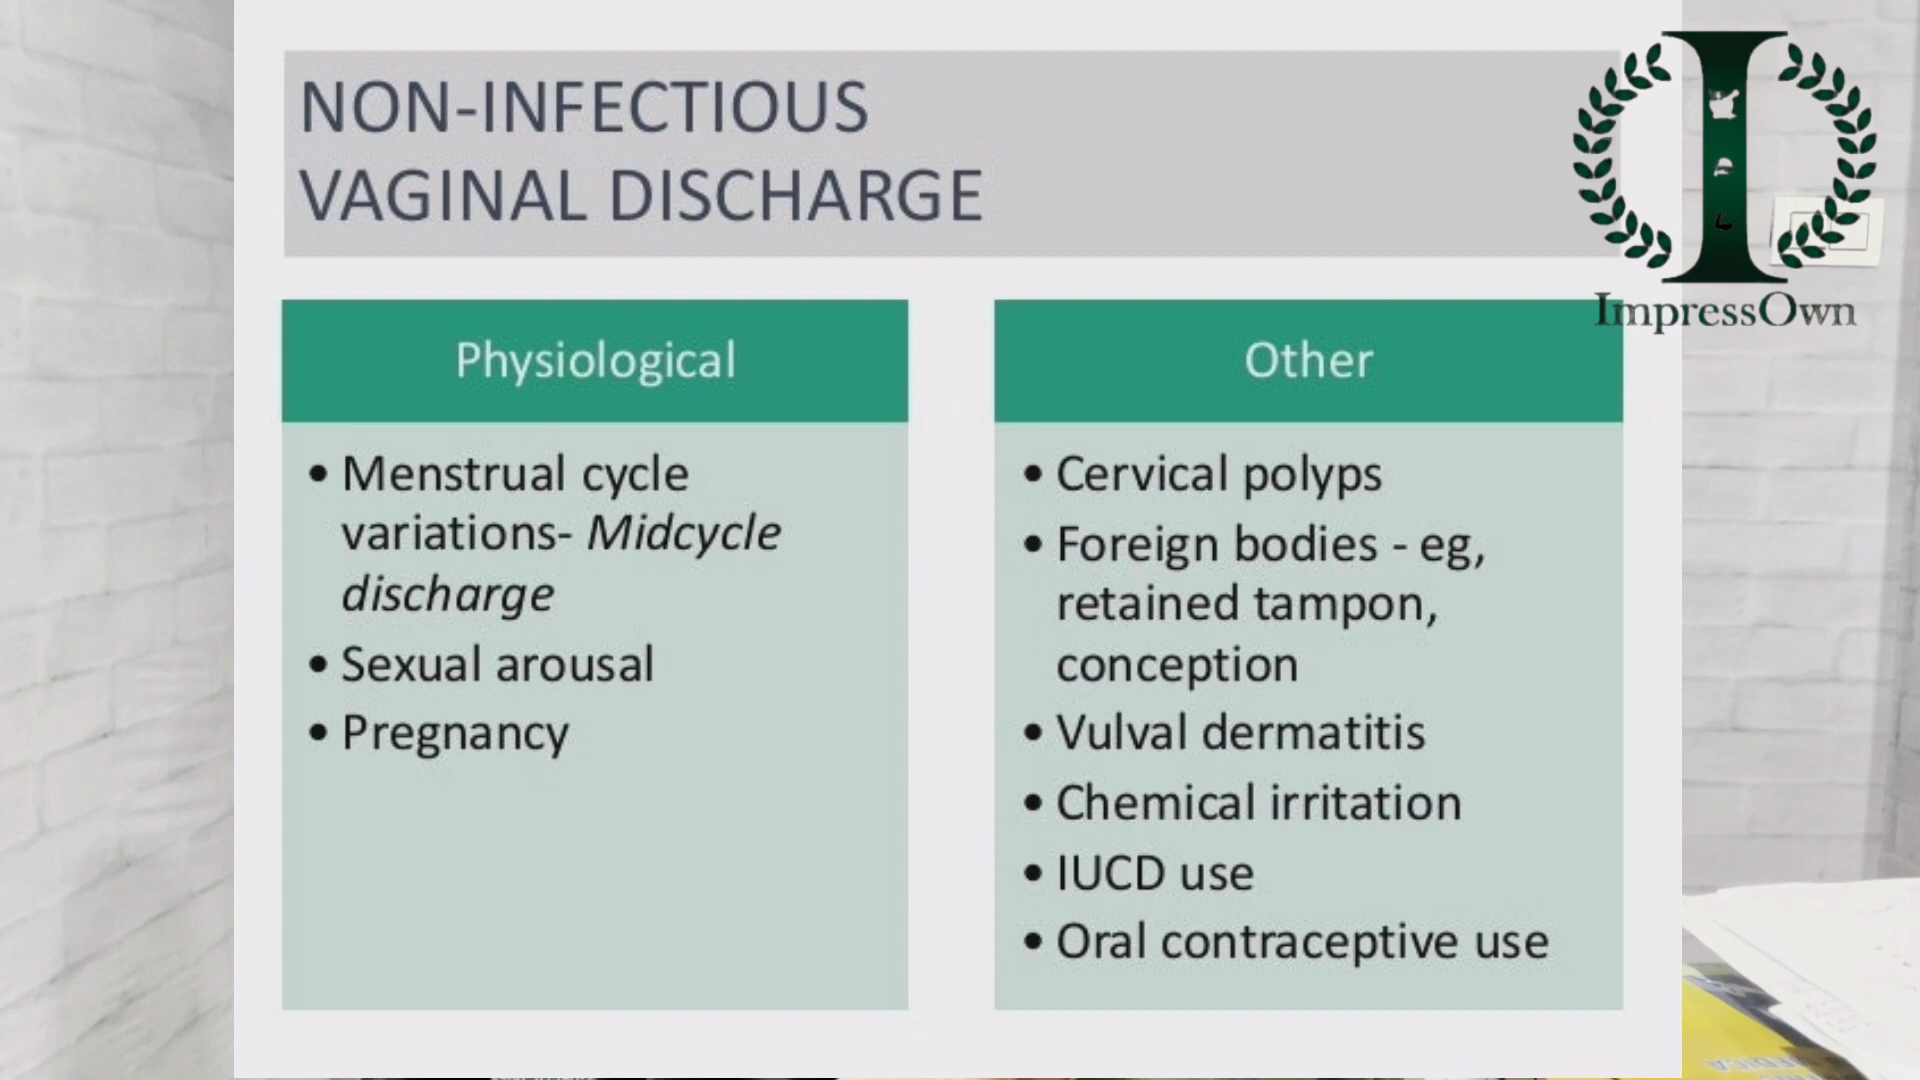 NON-INFECTIOUS
VAGINAL DISCHARGE
ImpressOwn
Physiological
• Menstrual cycle
variations- Midcycle
discharge
• Sexual arousal
• Pregnancy
Other
• Cervical polyps
• Foreign bodies - eg,
retained tampon,
conception
• Vulval dermatitis
• Chemical irritation
• IUCD use
• Oral contraceptive use